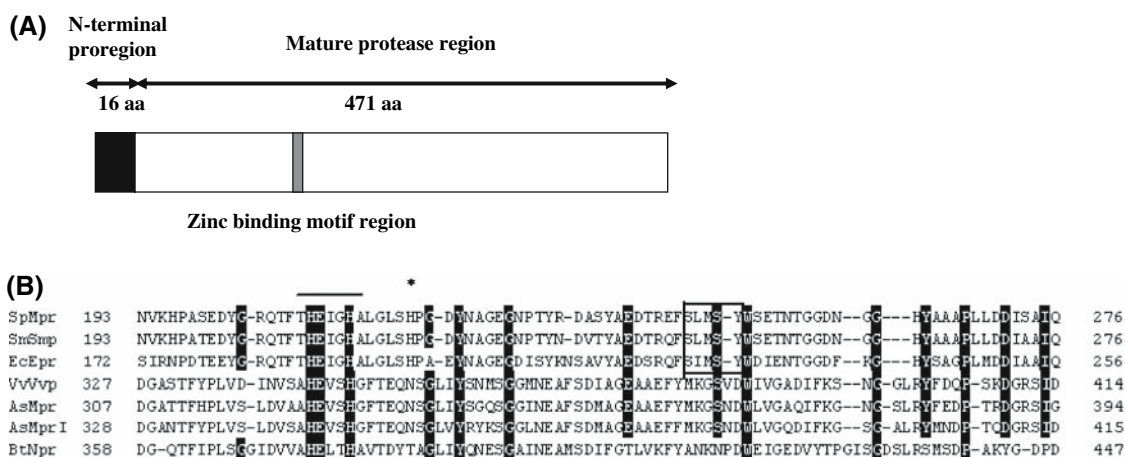 (A)
N-terminal proregion
Mature protease region
16 aa
471 aa
Zinc binding motif region
(B)
*
SpMpr 193 NVKHPASEDYG-RQTFTHEIGHALGLSHPG-DYNAGEGNPTYR-DASYAEDTREFSLMS-YWSETNTGGDN--GG---HYAAAPLLDDISAIQ 276
SmSmp 193 NVKHPATEDYG-RQTFTHEIGHALGLSHPG-DYNAGEGNPTYN-DVTYAEDTRQFSLMS-YWSETNTGGDN--GG---HYAAAPLLDDIAAIQ 276
EcEpr 172 SIRNPDTEEYG-RQTFTHEIGHALGLSHPA-EYNAGEGDISYKNSAVYAEDSRQFSIMS-YWDIENTGGDF--KG---HYSAGPLMDDIAAIQ 256
VvVvp 327 DGASTFYPLVD-INVSAHEVSHGFTEQNSGLIYSNMSGGMNEAFSDIAGEAAEFYMKGSVDWIVGADIFKS--NG-GLRYFDQP-SKDGRSID 414
AsMpr 307 DGATTFHPLVS-LDVAAHEVSHGFTEQNSGLIYSGQSGGINEAFSDMAGEAAEFYMKGSNDWLVGAQIFKG--NG-SLRYFEDP-TRDGRSIG 394
AsMprI 328 DGANTFYPLVS-LDVSAHEVSHGFTEQNSGLVYRYKSGGLNEAFSDMAGEAAEFFMKGSNDWLVGQDIFKG--SG-ALRYMNDP-TQDGRSID 415
BtNpr 358 DG-QTFIPLSGGIDVVAHELTHAVTDYTAGLIYQNESGAINEAMSDIFGTLVKFYANKNPDWEIGEDVYTPGISGDSLRSMSDP-AKYG-DPD 447